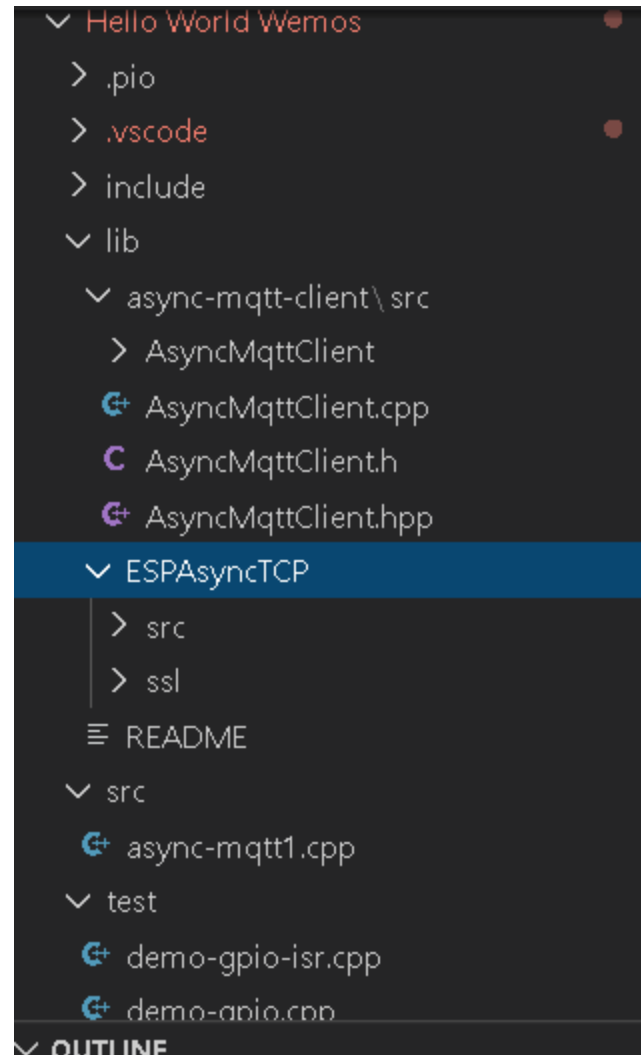 Hello World Wemos
.pio
.vscode
include
lib
async-mqtt-client\src
AsyncMqttClient
AsyncMqttClient.cpp
AsyncMqttClient.h
AsyncMqttClient.hpp
ESPAsyncTCP
src
ssl
README
src
async-mqtt1.cpp
test
demo-gpio-isr.cpp
demo-gpio.cpp
OUTLINE